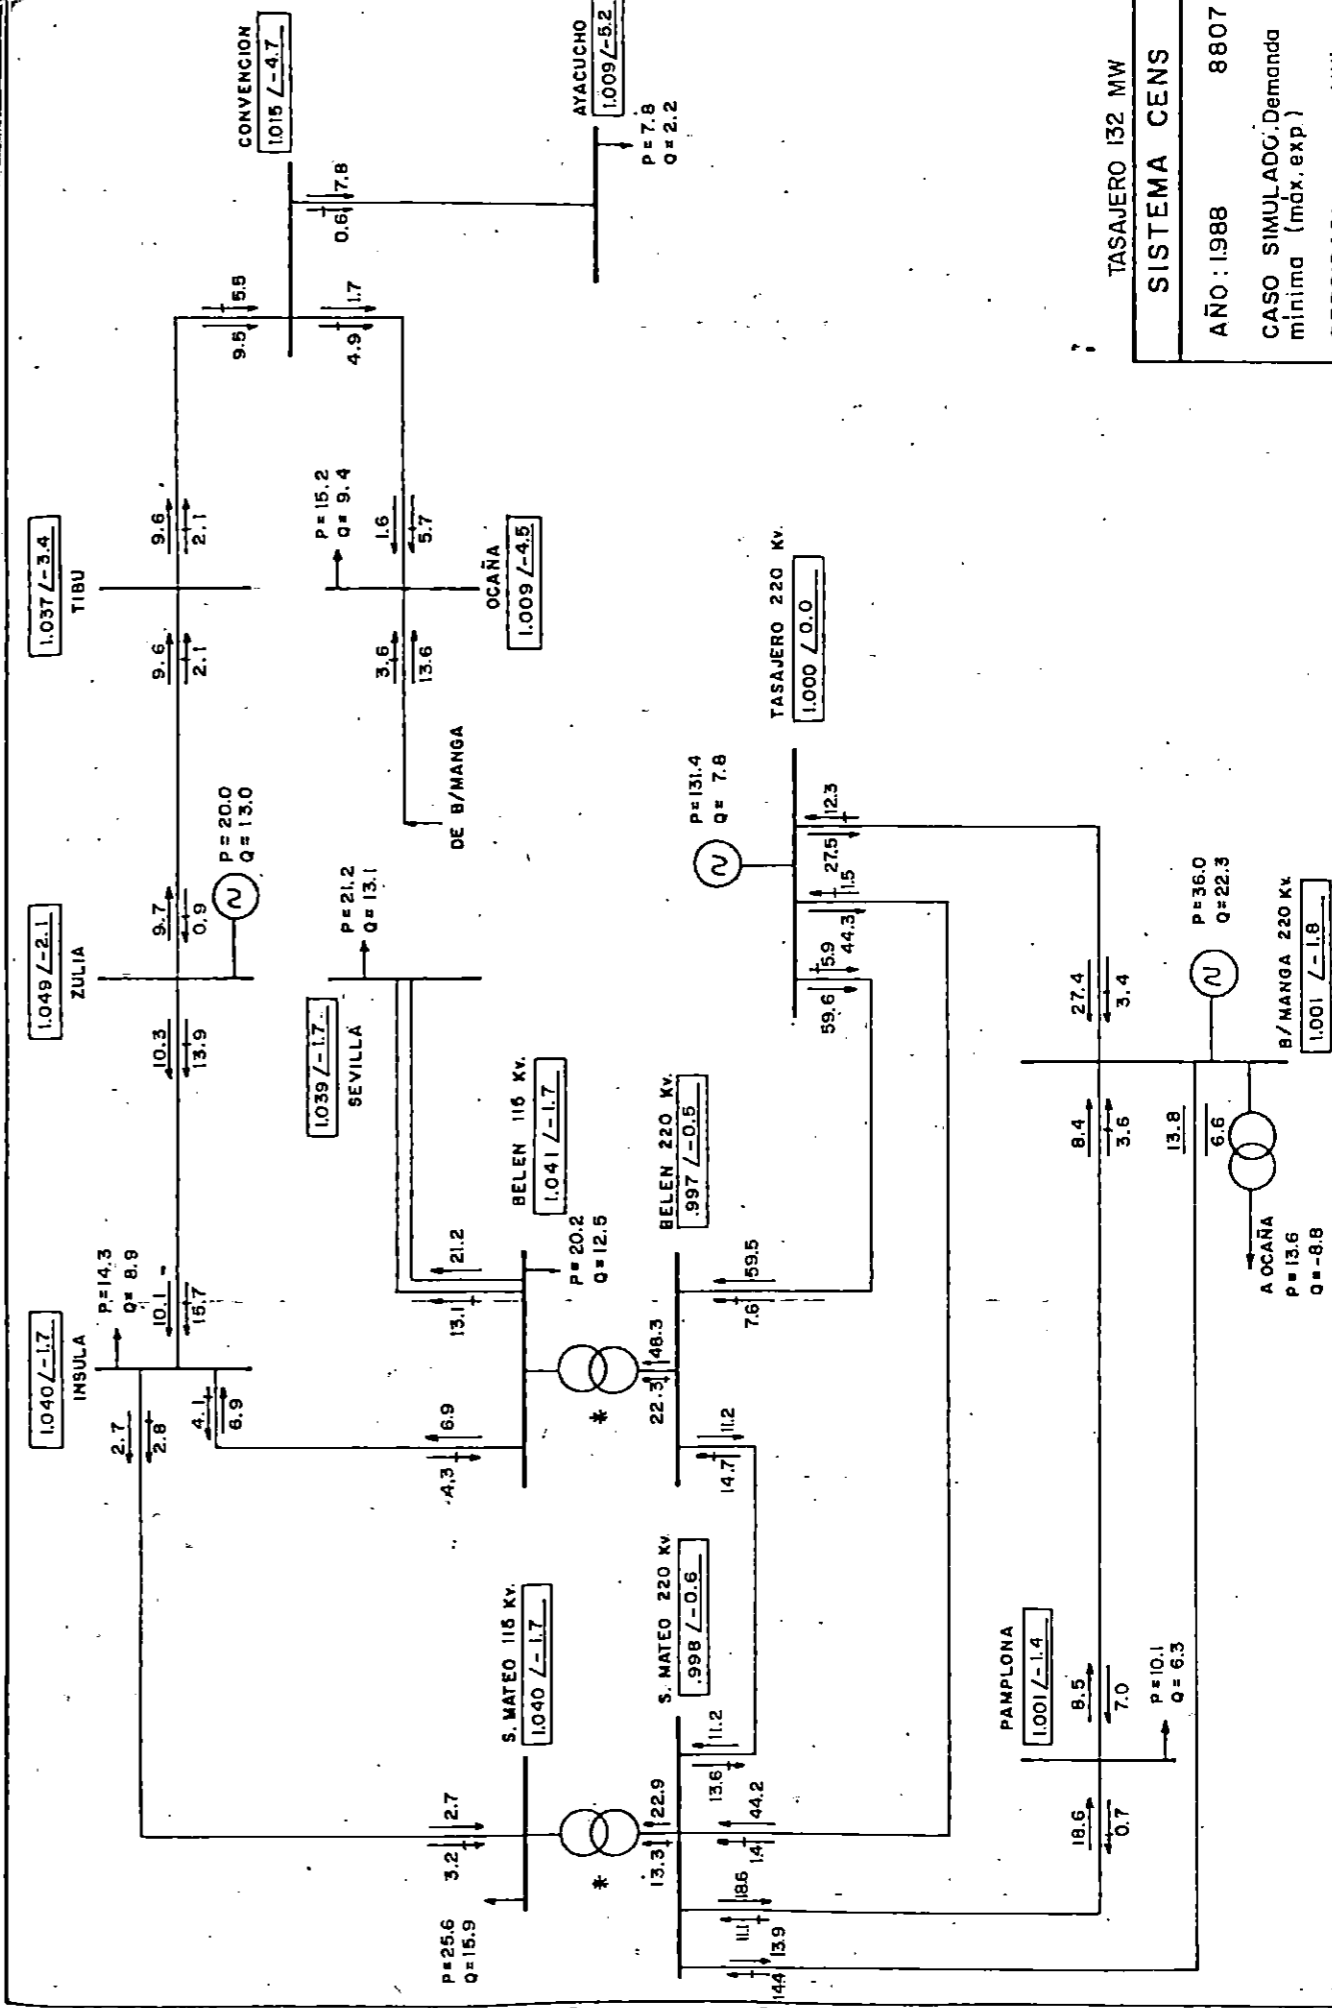 1.040 /-1.7
INSULA
P=14.3
Q= 8.9
2.7
2.8
4.1
6.9
10.1
15.7
1.049 /-2.1
ZULIA
10.3
13.9
P=20.0
Q=13.0
9.7
0.9
1.037 /-3.4
TIBU
9.6
2.1
9.6
2.1
9.5
5.5
CONVENCION
1.015 /-4.7
4.9
1.7
0.6
7.8
AYACUCHO
1.009 /-5.2
P=7.8
Q=2.2
P=15.2
Q= 9.4
1.6
5.7
OCAÑA
1.009 /-4.5
3.6
13.6
DE B/MANGA
P=21.2
Q=13.1
1.039 /-1.7
SEVILLA
S. MATEO 115 Kv.
1.040 /-1.7
3.2
2.7
P=25.6
Q=15.9
*
13.3
22.9
4.3
6.9
13.1
21.2
BELEN 115 Kv.
1.041 /-1.7
P=20.2
Q=12.5
*
22.3
48.3
BELEN 220 Kv.
.997 /-0.5
14.7
11.2
7.6
59.5
S. MATEO 220 Kv.
.998 /-0.6
13.6
11.2
1.4
44.2
11.1
18.6
14.4
13.9
TASAJERO 220 Kv.
1.000 / 0.0
P=131.4
Q= 7.8
59.6
5.9
44.3
1.5
27.5
12.3
PAMPLONA
1.001 /-1.4
18.6
0.7
8.5
7.0
P=10.1
Q=6.3
8.4
3.6
27.4
3.4
13.8
6.6
P=36.0
Q=22.3
B/MANGA 220 Kv.
1.001 /-1.8
A OCAÑA
P=13.6
Q=-8.8
TASAJERO 132 MW
SISTEMA CENS
AÑO : 1.988 8807
CASO SIMULADO: Demanda
mínima (máx. exp.)